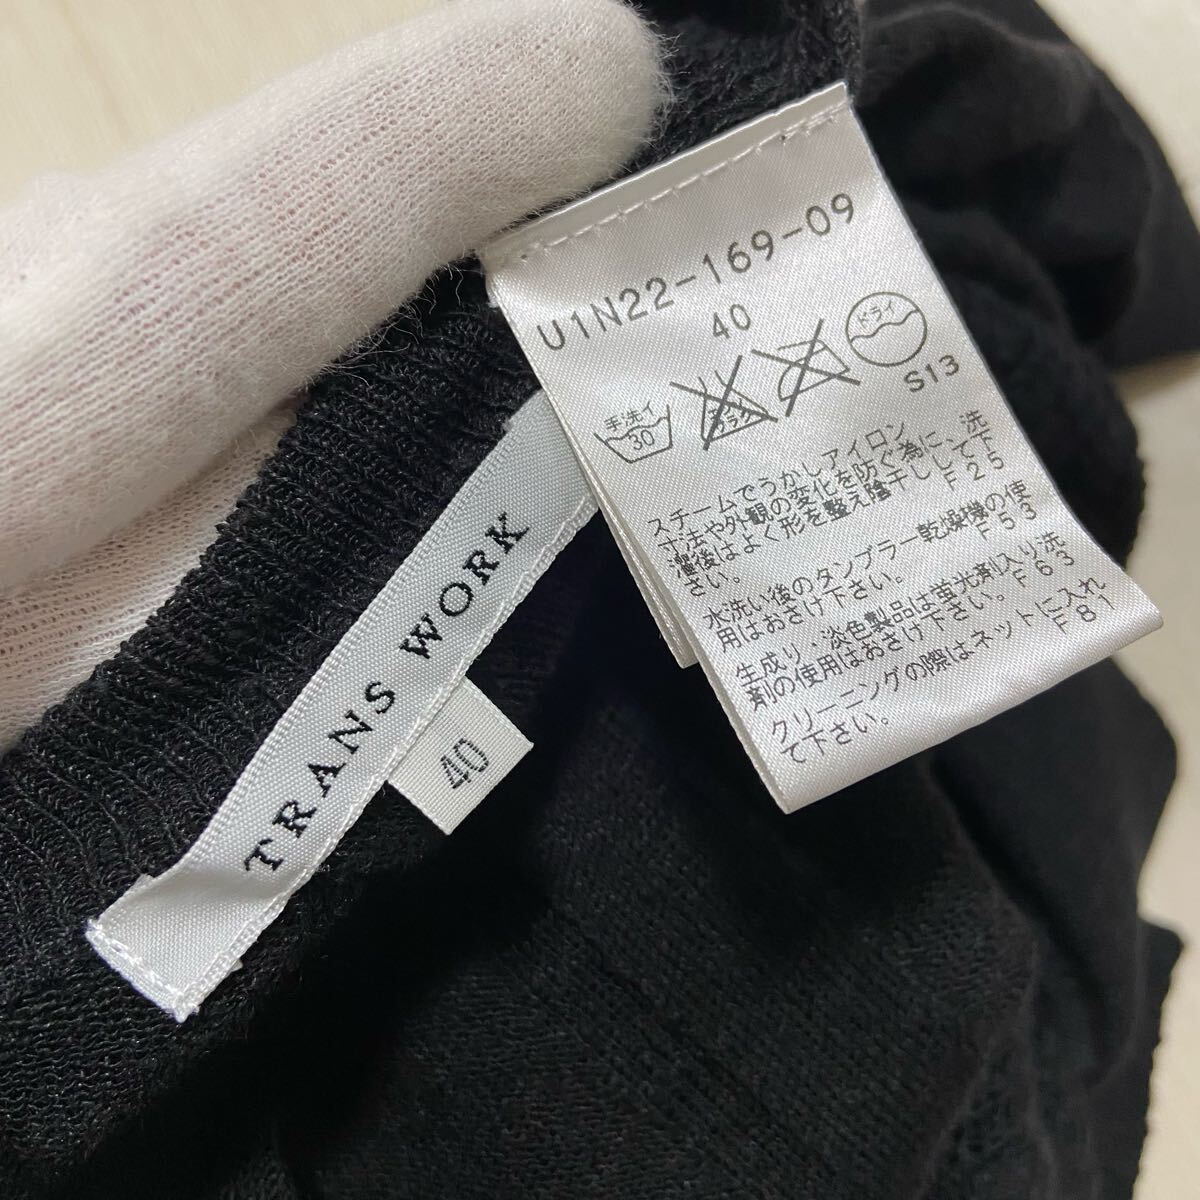 U1N22-169-09
40
手洗イ
30
エンソ
サラシ
ドライ
S13
スチームでうかしアイロン
寸法や外観の変化を防ぐ為に、洗
濯後はよく形を整え陰干しして下
さい。 F25
水洗い後のタンブラー乾燥機の使
用はおさけ下さい。 F53
生成り・淡色製品は蛍光剤入り洗
剤の使用はおさけ下さい。F63
クリーニングの際はネットに入れ
て下さい。 F81
TRANS WORK
40